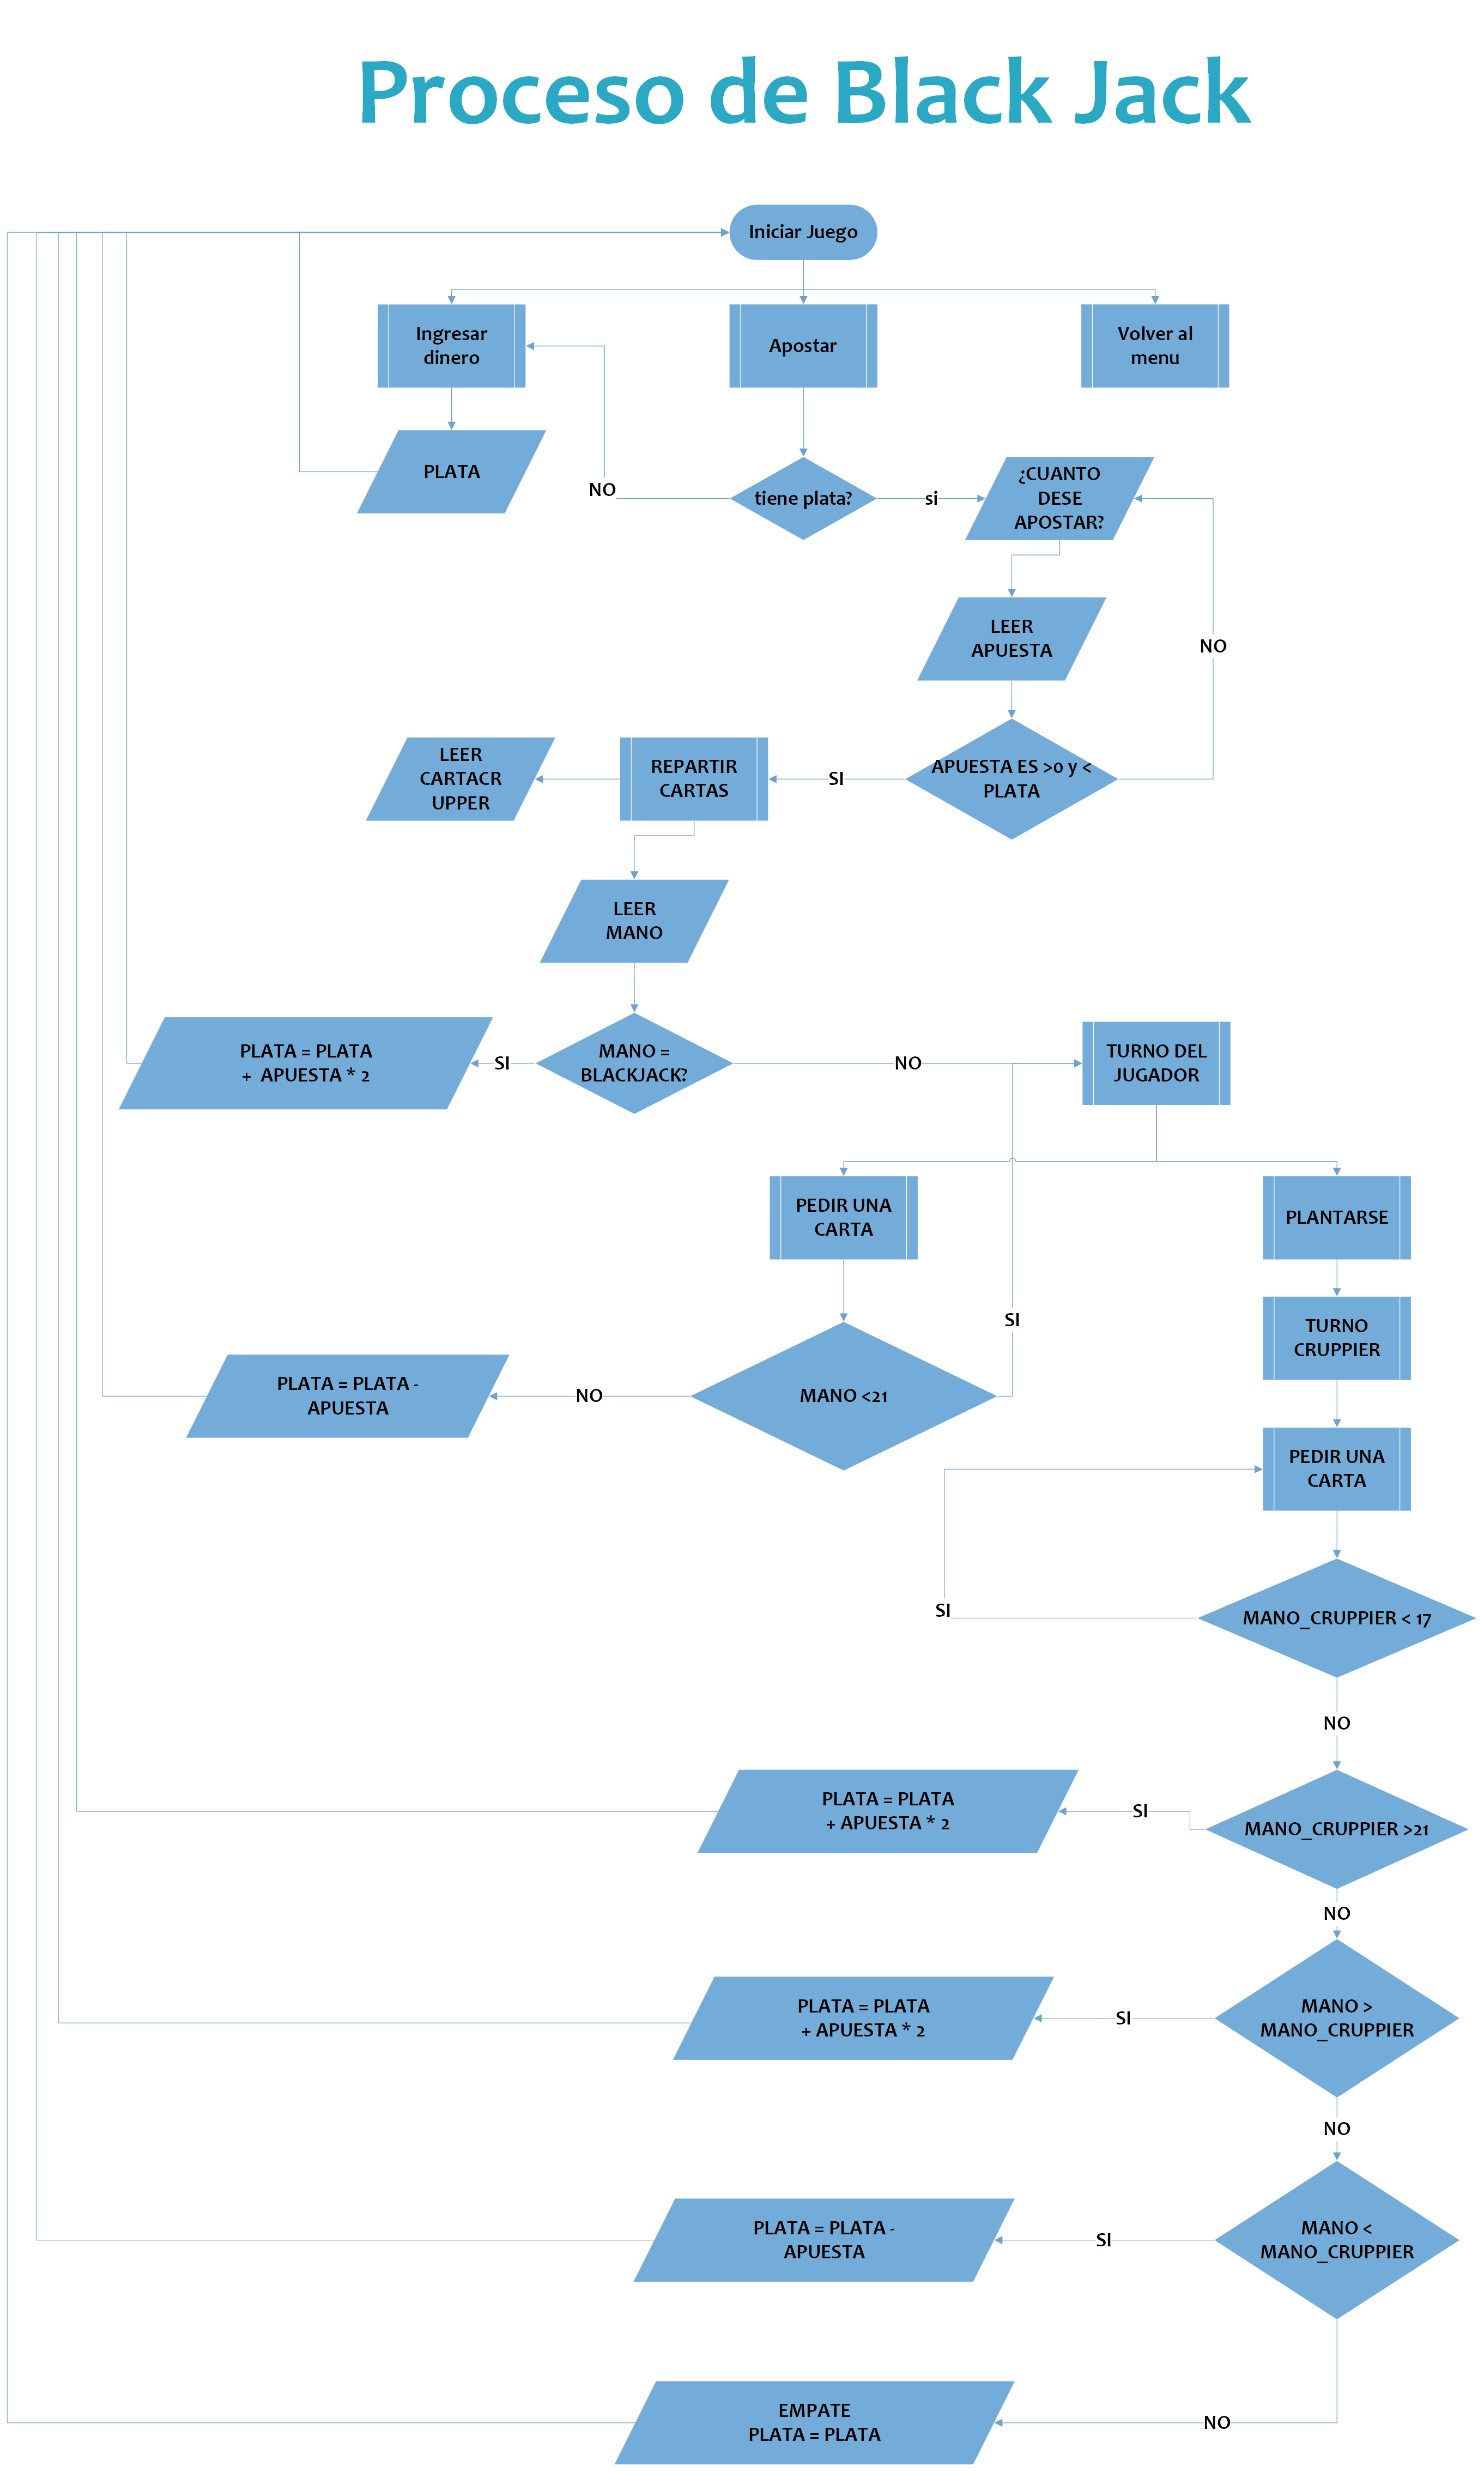 Proceso de Black Jack
Iniciar Juego
Ingresar
dinero
Apostar
Volver al
menu
PLATA
NO
tiene plata?
si
¿CUANTO
DESE
APOSTAR?
LEER
APUESTA
NO
LEER
CARTACR
UPPER
REPARTIR
CARTAS
SI
APUESTA ES >0 y <
PLATA
LEER
MANO
PLATA = PLATA
+ APUESTA * 2
SI
MANO =
BLACKJACK?
NO
TURNO DEL
JUGADOR
PEDIR UNA
CARTA
PLANTARSE
SI
TURNO
CRUPPIER
PLATA = PLATA -
APUESTA
NO
MANO <21
PEDIR UNA
CARTA
SI
MANO_CRUPPIER < 17
NO
PLATA = PLATA
+ APUESTA * 2
SI
MANO_CRUPPIER >21
NO
PLATA = PLATA
+ APUESTA * 2
SI
MANO >
MANO_CRUPPIER
NO
PLATA = PLATA -
APUESTA
SI
MANO <
MANO_CRUPPIER
EMPATE
PLATA = PLATA
NO